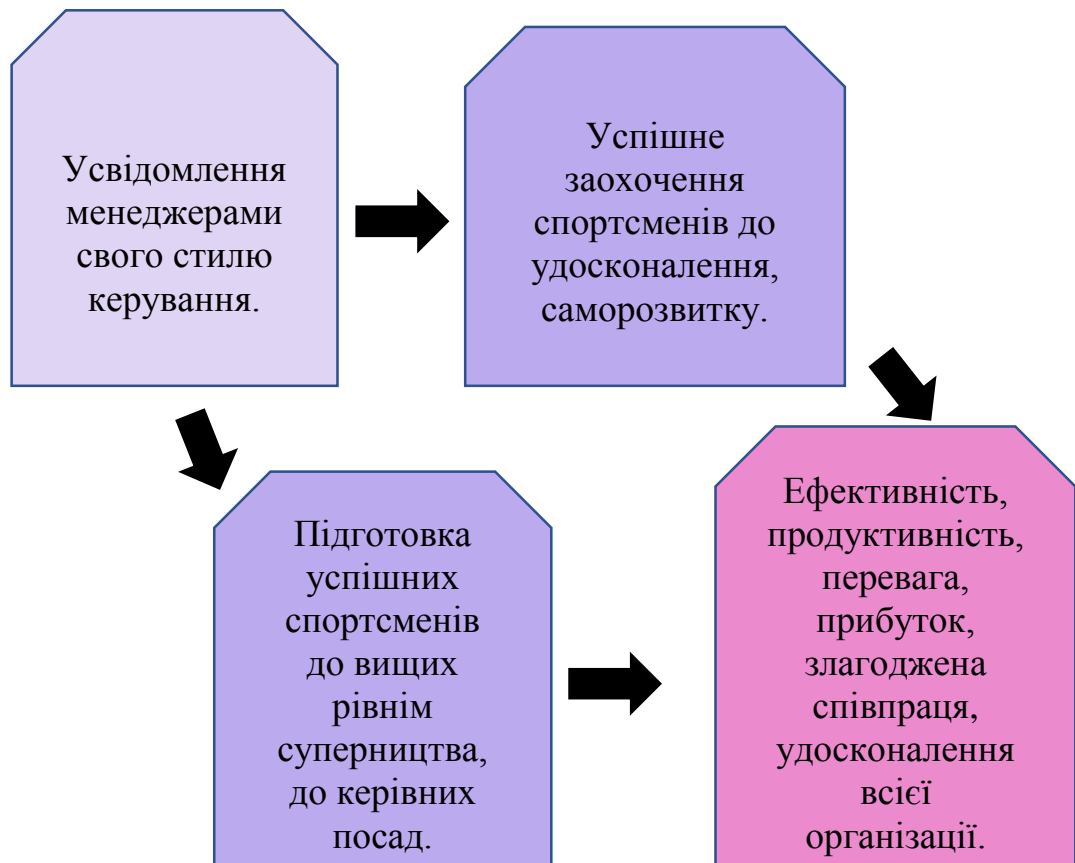 Усвідомлення
менеджерами
свого стилю
керування.
Успішне
заохочення
спортсменів до
удосконалення,
саморозвитку.
Підготовка
успішних
спортсменів
до вищих
рівнім
суперництва,
до керівних
посад.
Ефективність,
продуктивність,
перевага,
прибуток,
злагоджена
співпраця,
удосконалення
всієї
організації.